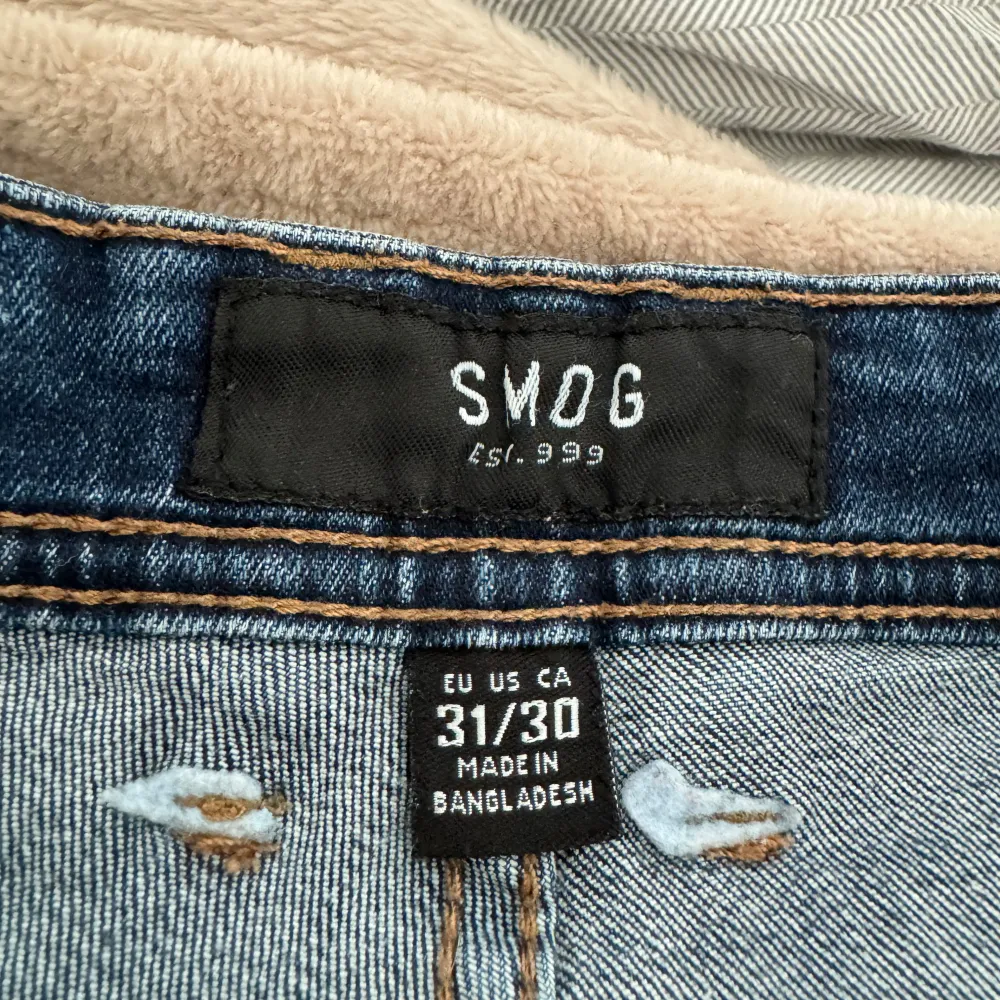 SMOG
EST. 999
EU US CA
31/30
MADE IN
BANGLADESH